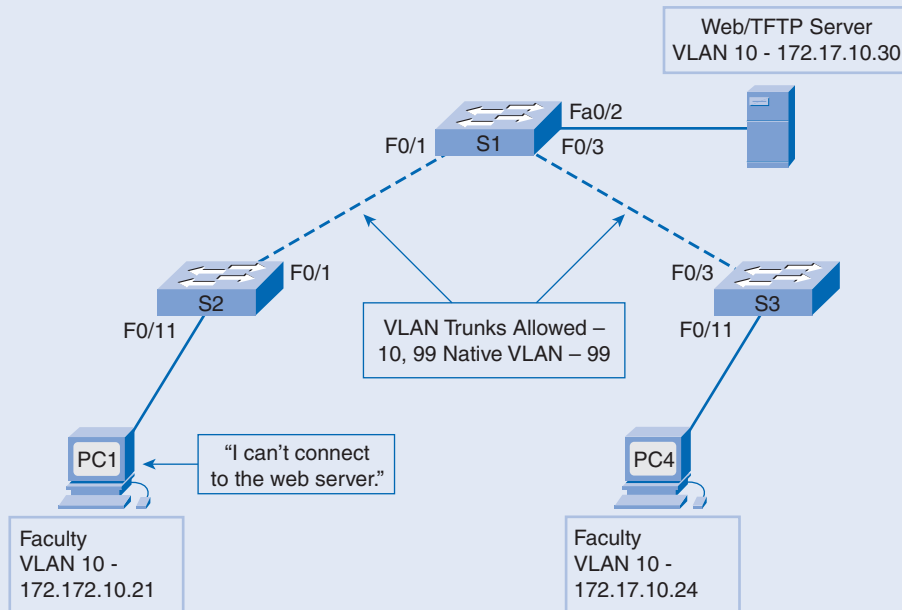 Web/TFTP Server
VLAN 10 - 172.17.10.30
Fa0/2
F0/1
S1
F0/3
F0/1
F0/3
S2
S3
F0/11
F0/11
VLAN Trunks Allowed –
10, 99 Native VLAN – 99
PC1
"I can't connect
to the web server."
PC4
Faculty
VLAN 10 -
172.172.10.21
Faculty
VLAN 10 -
172.17.10.24